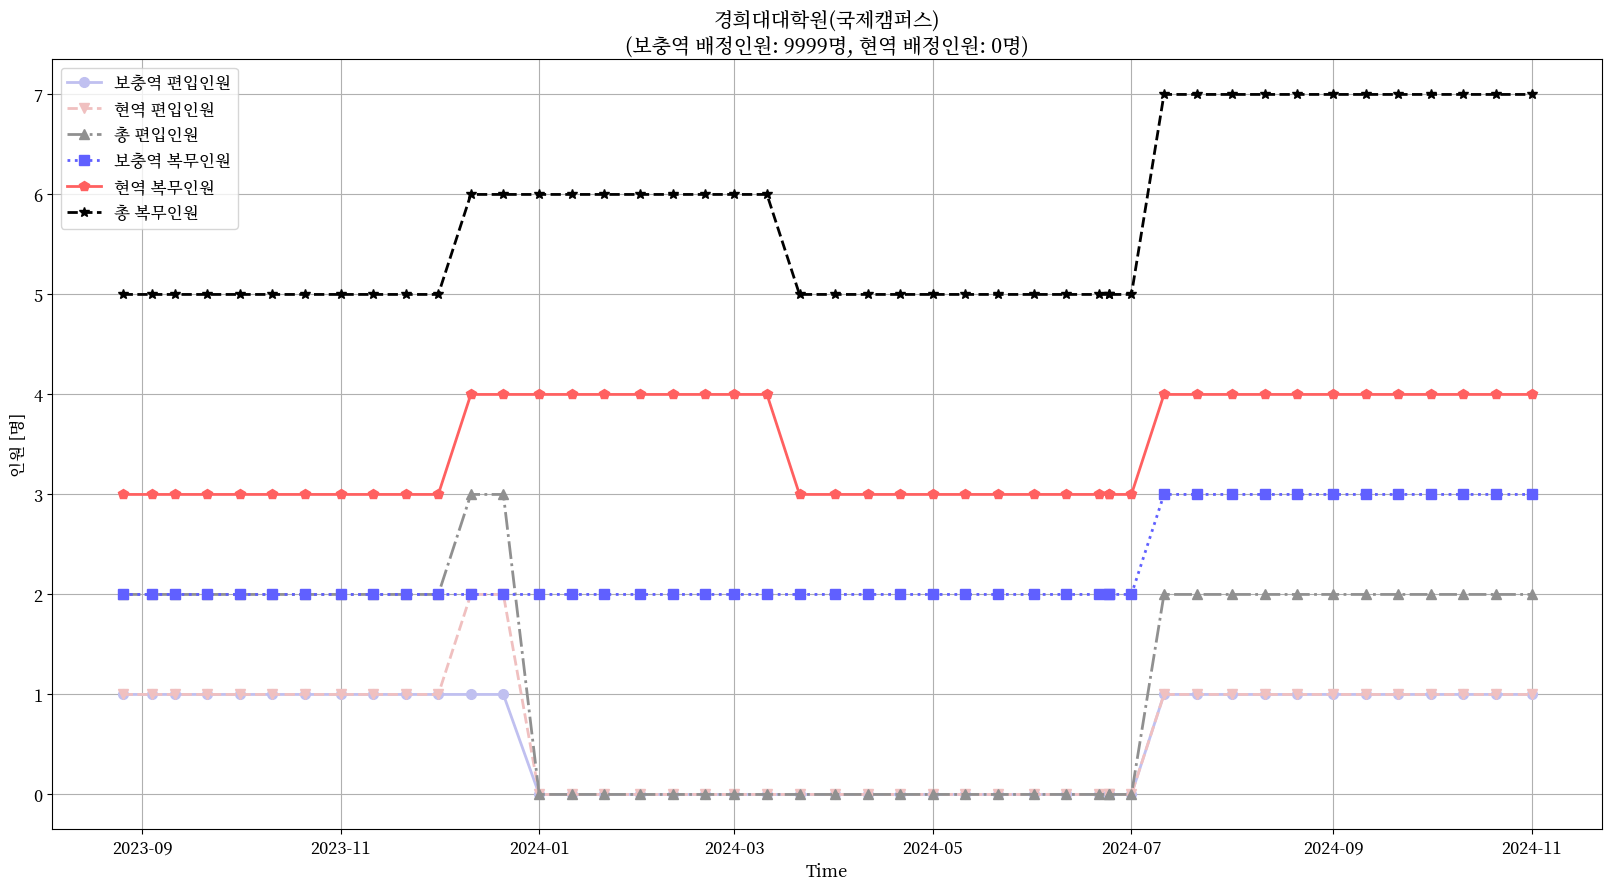 경희대대학원(국제캠퍼스)
(보충역 배정인원: 9999명, 현역 배정인원: 0명)
보충역 편입인원
현역 편입인원
총 편입인원
보충역 복무인원
현역 복무인원
총 복무인원
7
6
5
4
3
2
1
0
인원 [명]
2023-09 2023-11 2024-01 2024-03 2024-05 2024-07 2024-09 2024-11
Time